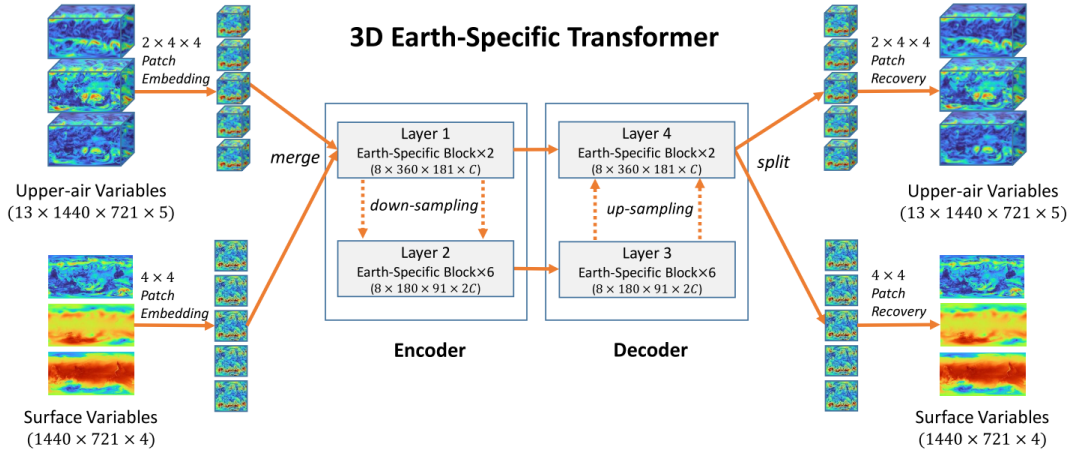 3D Earth-Specific Transformer
2 × 4 × 4
Patch
Embedding
Upper-air Variables
(13 × 1440 × 721 × 5)
4 × 4
Patch
Embedding
Surface Variables
(1440 × 721 × 4)
merge
Layer 1
Earth-Specific Block×2
(8 × 360 × 181 × C)
down-sampling
Layer 2
Earth-Specific Block×6
(8 × 180 × 91 × 2C)
Encoder
Layer 4
Earth-Specific Block×2
(8 × 360 × 181 × C)
up-sampling
Layer 3
Earth-Specific Block×6
(8 × 180 × 91 × 2C)
Decoder
split
2 × 4 × 4
Patch
Recovery
Upper-air Variables
(13 × 1440 × 721 × 5)
4 × 4
Patch
Recovery
Surface Variables
(1440 × 721 × 4)